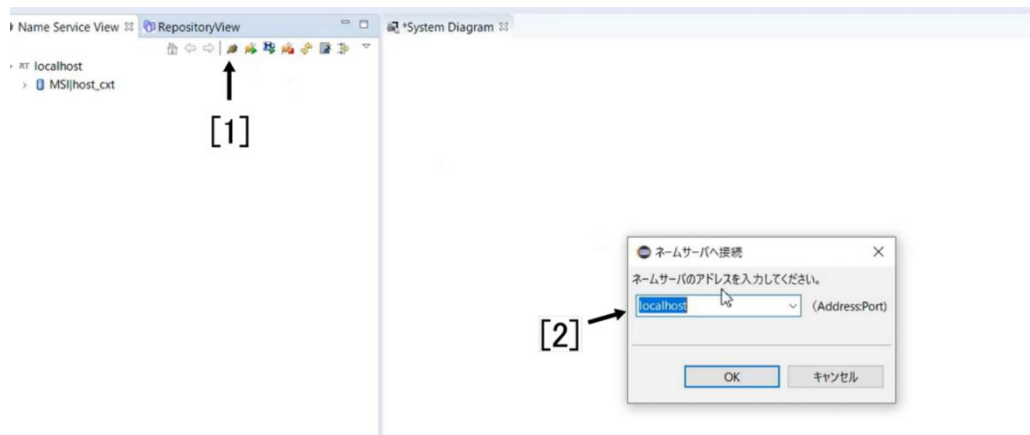 Name Service View
RepositoryView
*System Diagram
RT localhost
MSI|host_cxt
[1]
ネームサーバへ接続
ネームサーバのアドレスを入力してください。
localhost
(Address:Port)
[2]
OK
キャンセル